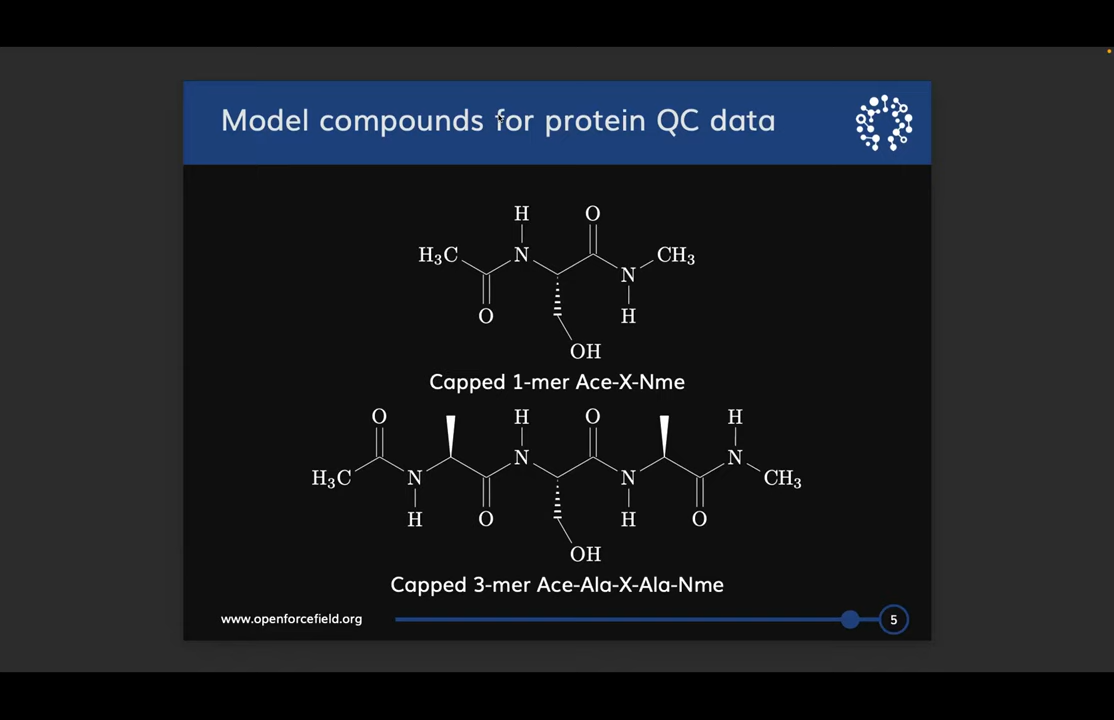 Model compounds for protein QC data
H O
H₃C N CH₃
N
O H
OH
Capped 1-mer Ace-X-Nme
O H O H
N N
H₃C N N CH₃
H O H O
OH
Capped 3-mer Ace-Ala-X-Ala-Nme
www.openforcefield.org 5